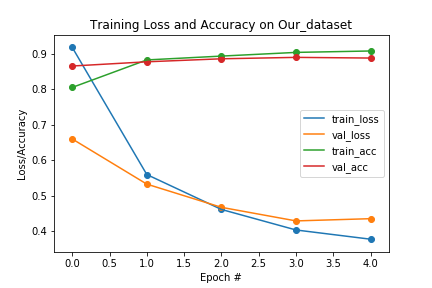 Training Loss and Accuracy on Our_dataset
Loss/Accuracy
0.9
0.8
0.7
0.6
0.5
0.4
train_loss
val_loss
train_acc
val_acc
0.0 0.5 1.0 1.5 2.0 2.5 3.0 3.5 4.0
Epoch #